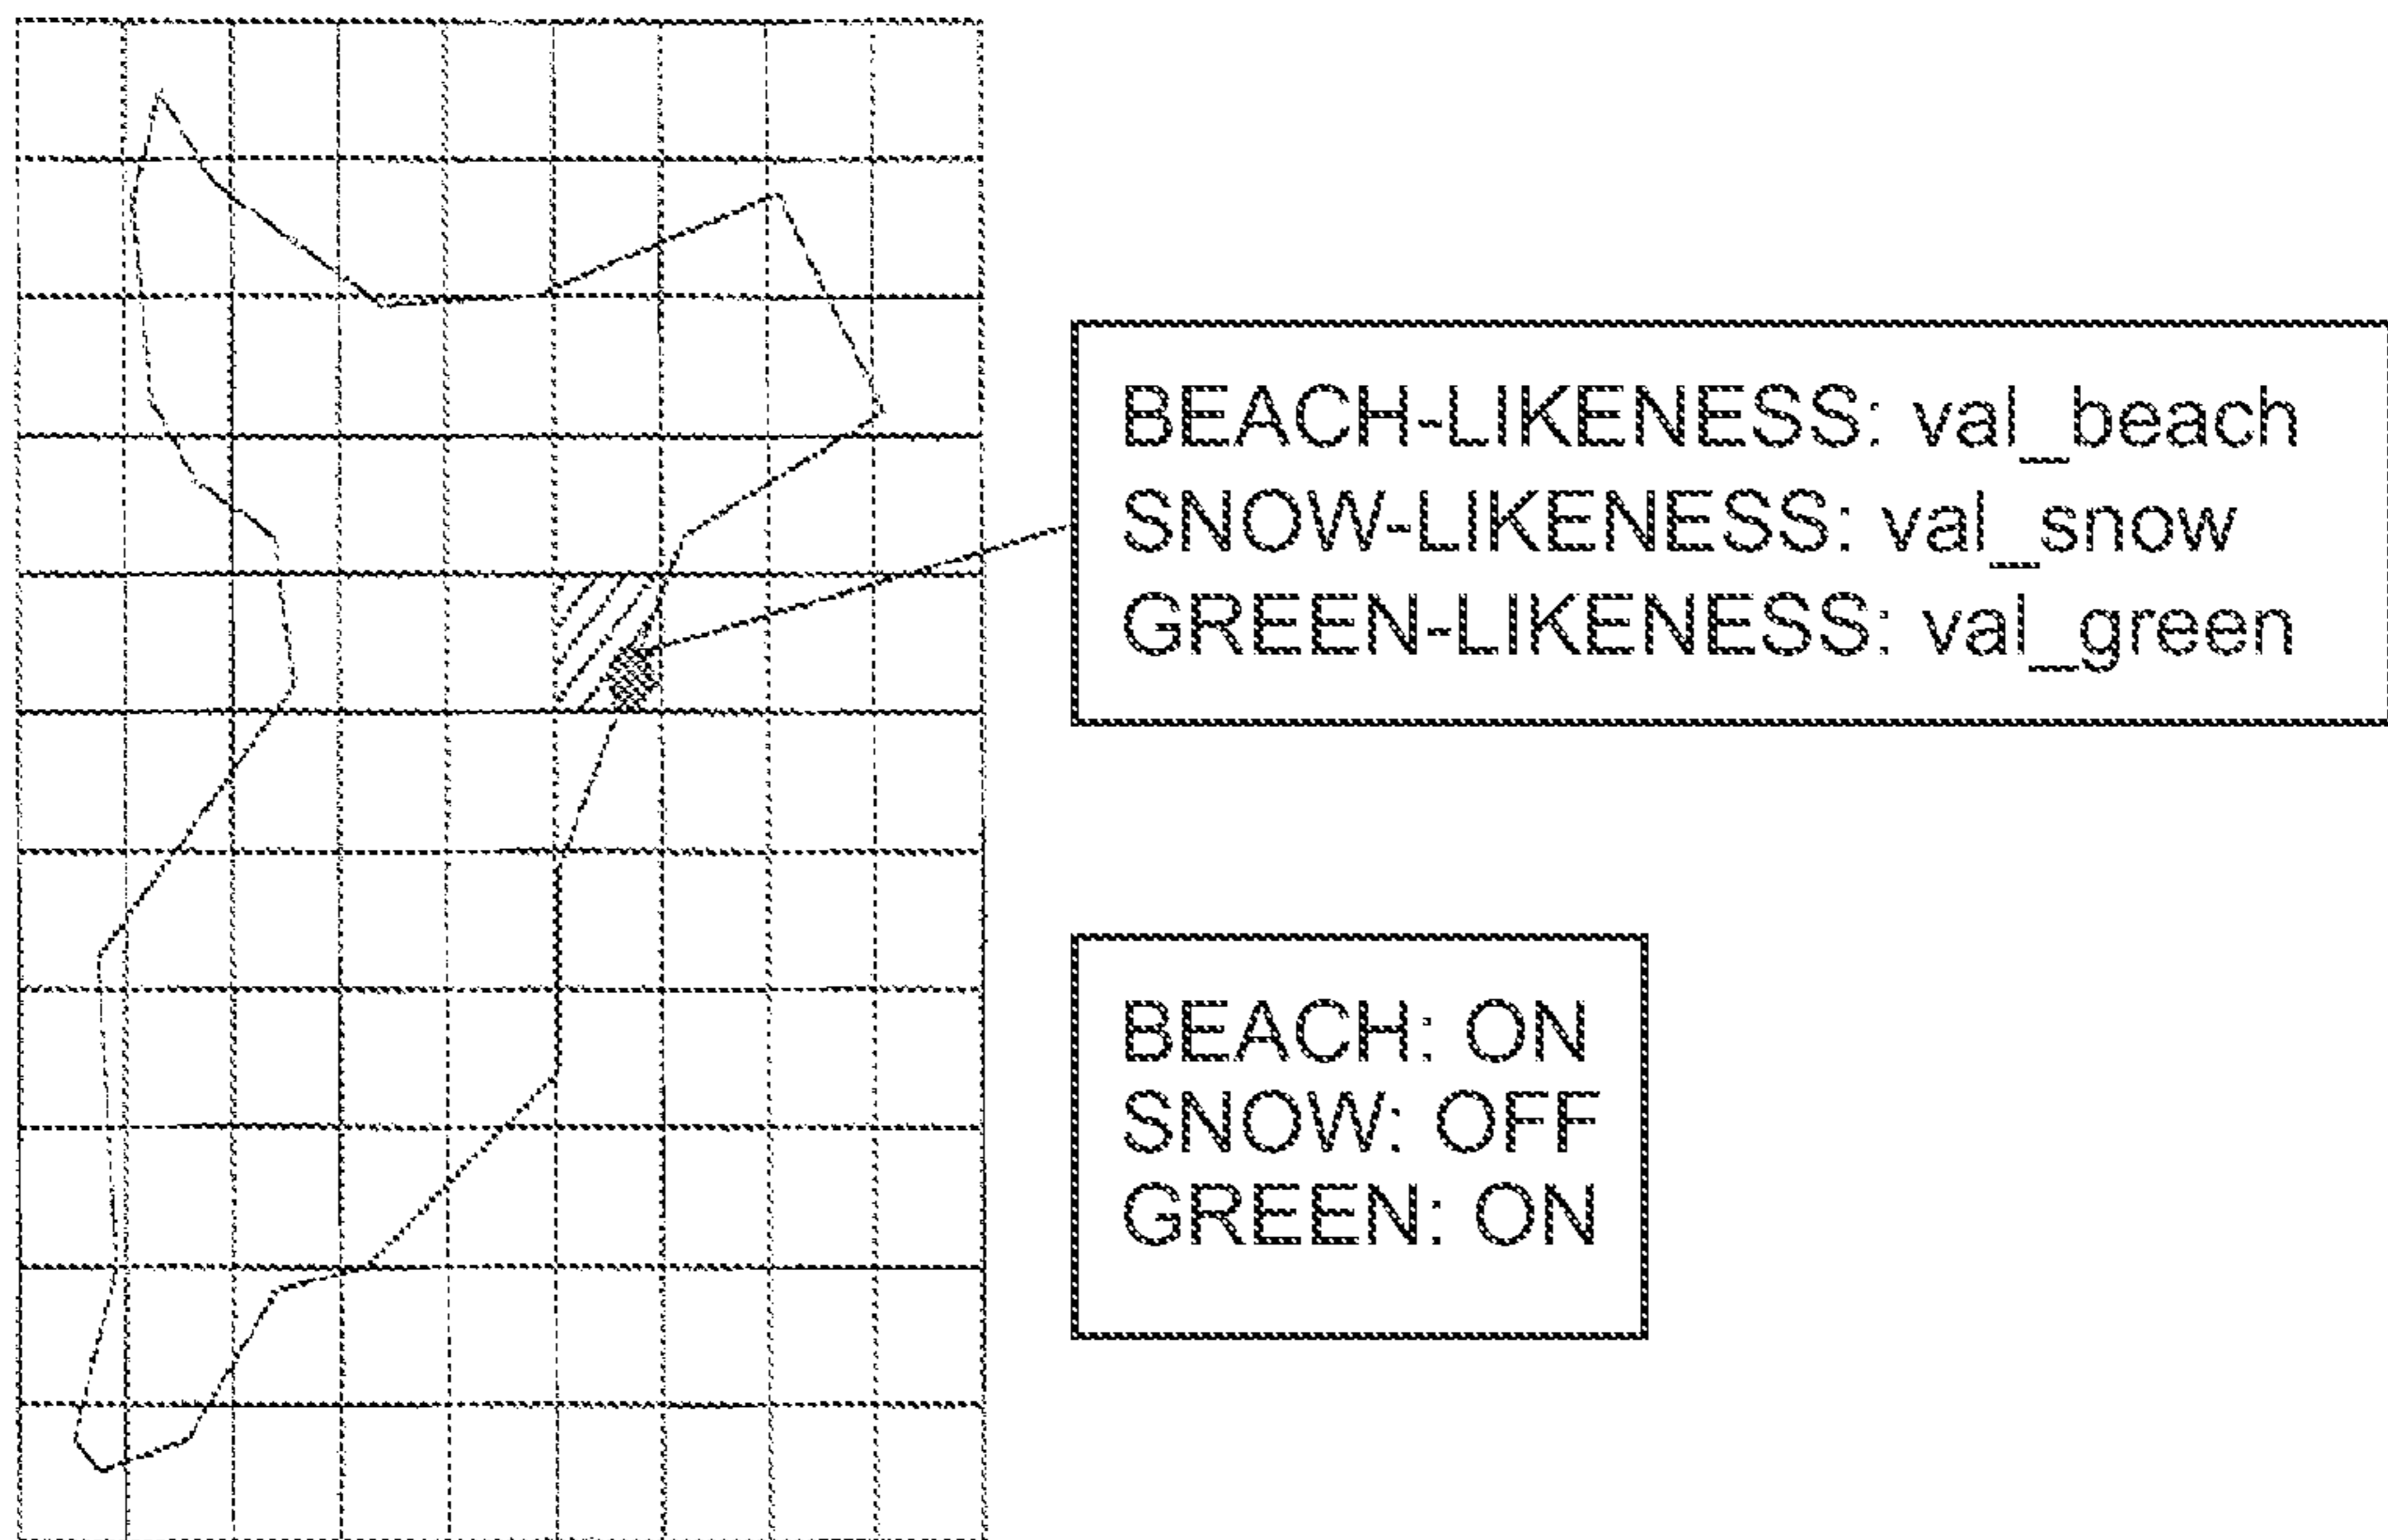 BEACH-LIKENESS: val_beach
SNOW-LIKENESS: val_snow
GREEN-LIKENESS: val_green
BEACH: ON
SNOW: OFF
GREEN: ON